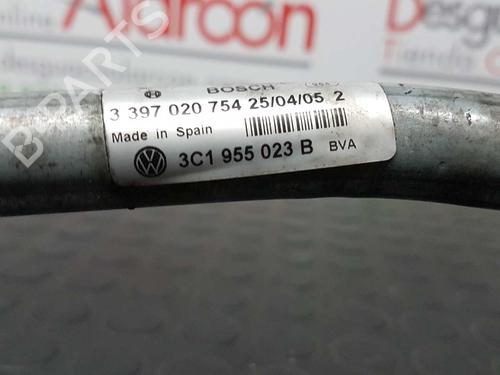 BOSCH
3 397 020 754 25/04/05 2
Made in Spain
3C1 955 023 B BVA
B-PARTS